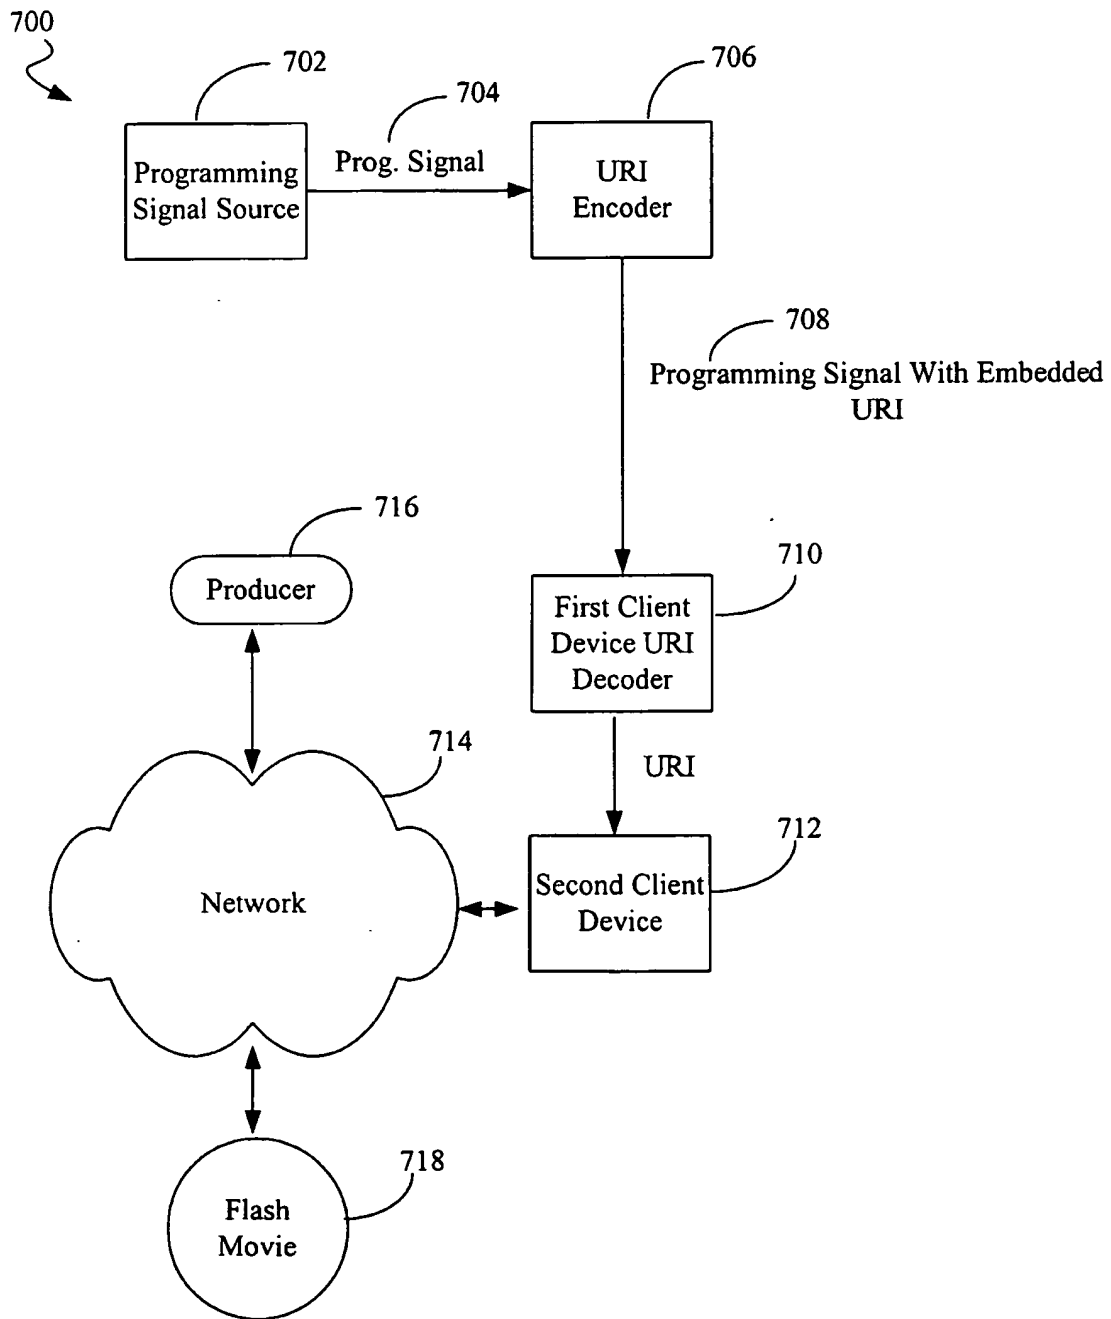 700
702
704
706
Programming
Signal Source
Prog. Signal
URI
Encoder
708
Programming Signal With Embedded
URI
716
Producer
710
First Client
Device URI
Decoder
714
URI
712
Network
Second Client
Device
718
Flash
Movie